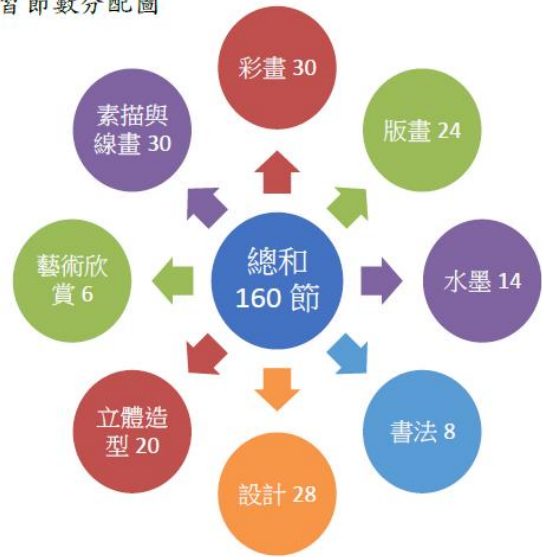 習節數分配圖
彩畫 30
版畫 24
水墨 14
書法 8
設計 28
立體造
型 20
藝術欣
賞 6
素描與
線畫 30
總和
160 節